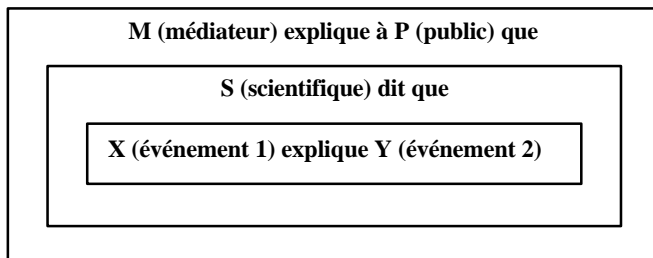 M (médiateur) explique à P (public) que
S (scientifique) dit que
X (événement 1) explique Y (événement 2)